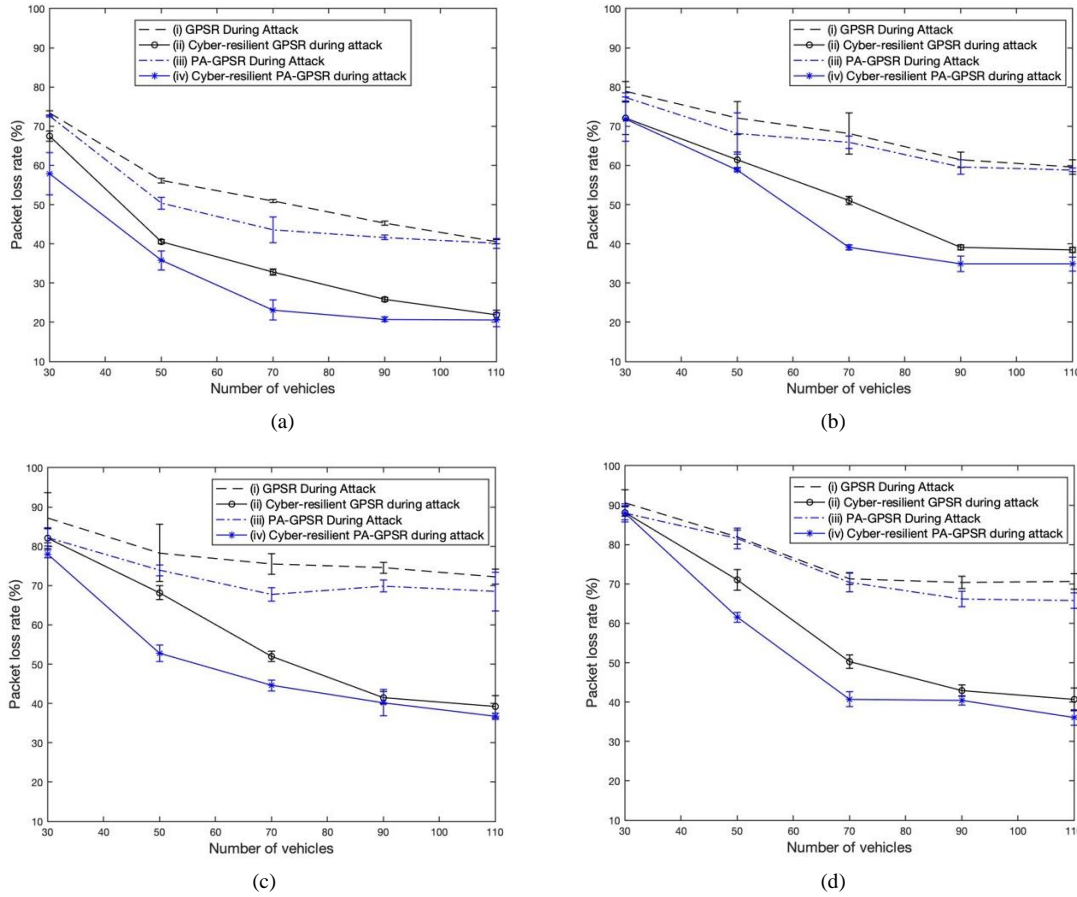 (i) GPSR During Attack
(ii) Cyber-resilient GPSR during attack
(iii) PA-GPSR During Attack
(iv) Cyber-resilient PA-GPSR during attack
100
90
80
70
60
50
40
30
20
10
Packet loss rate (%)
30 40 50 60 70 80 90 100 110
Number of vehicles
(a)
(i) GPSR During Attack
(ii) Cyber-resilient GPSR during attack
(iii) PA-GPSR During Attack
(iv) Cyber-resilient PA-GPSR during attack
100
90
80
70
60
50
40
30
20
10
Packet loss rate (%)
30 40 50 60 70 80 90 100 110
Number of vehicles
(b)
(i) GPSR During Attack
(ii) Cyber-resilient GPSR during attack
(iii) PA-GPSR During Attack
(iv) Cyber-resilient PA-GPSR during attack
100
90
80
70
60
50
40
30
20
10
Packet loss rate (%)
30 40 50 60 70 80 90 100 110
Number of vehicles
(c)
(i) GPSR During Attack
(ii) Cyber-resilient GPSR during attack
(iii) PA-GPSR During Attack
(iv) Cyber-resilient PA-GPSR during attack
100
90
80
70
60
50
40
30
20
10
Packet loss rate (%)
30 40 50 60 70 80 90 100 110
Number of vehicles
(d)